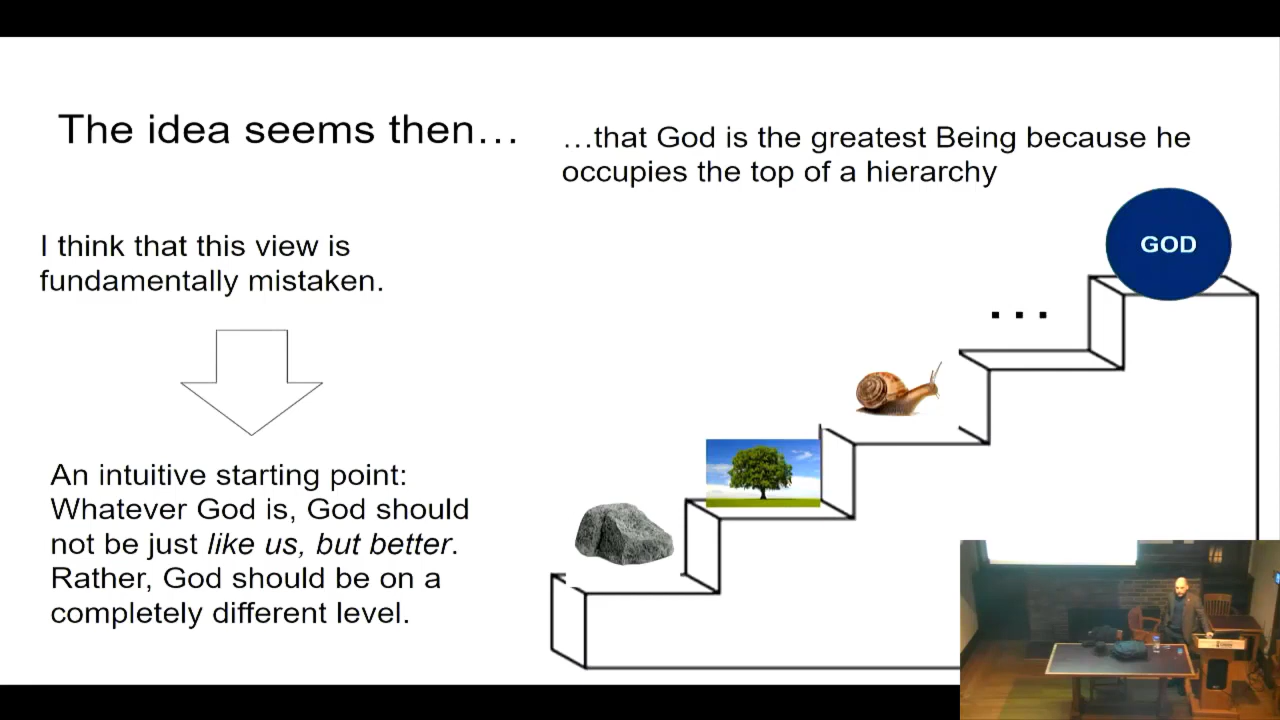 The idea seems then…
…that God is the greatest Being because he
occupies the top of a hierarchy
I think that this view is
fundamentally mistaken.
An intuitive starting point:
Whatever God is, God should
not be just like us, but better.
Rather, God should be on a
completely different level.
...
GOD